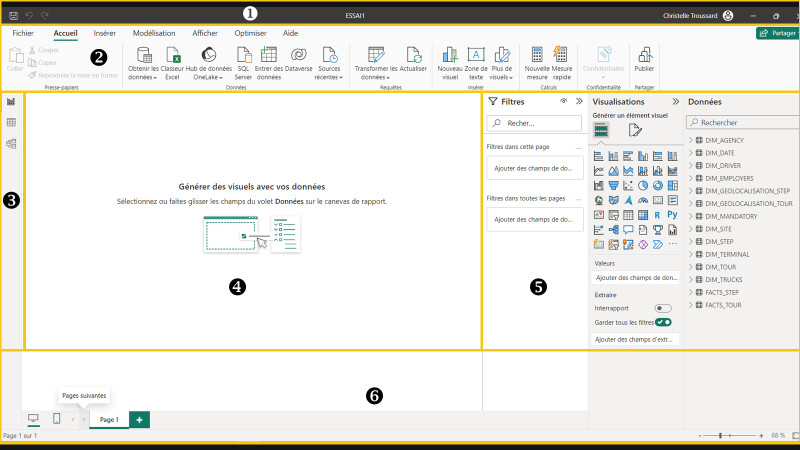 1
ESSAI1
Christelle Troussard
Fichier Accueil Insérer Modélisation Afficher Optimiser Aide
Partager
2
Coller
Couper
Copier
Reproduire la mise en forme
Presse-papiers
Obtenir les données
Classeur Excel
Hub de données OneLake
SQL Server
Entrer des données
Dataverse
Sources récentes
Données
Transformer les données
Actualiser
Requêtes
Nouveau visuel
Zone de texte
Plus de visuels
Insérer
Nouvelle mesure
Mesure rapide
Calculs
Confidentialité
Confidentialité
Publier
Partager
3
Générer des visuels avec vos données
Sélectionnez ou faites glisser les champs du volet Données sur le canevas de rapport.
4
Filtres
Recher...
Filtres dans cette page ...
Ajouter des champs de do...
Filtres dans toutes les pages ...
Ajouter des champs de do...
5
Visualisations
Générer un élément visuel
R Py
...
Valeurs
Ajouter des champs de don...
Extraire
Interrapport
Garder tous les filtres
Ajouter des champs d'extr...
Données
Rechercher
DIM_AGENCY
DIM_DATE
DIM_DRIVER
DIM_EMPLOYERS
DIM_GEOLOCALISATION_STEP
DIM_GEOLOCALISATION_TOUR
DIM_MANDATORY
DIM_SITE
DIM_STEP
DIM_TERMINAL
DIM_TOUR
DIM_TRUCKS
FACTS_STEP
FACTS_TOUR
6
Pages suivantes
Page 1
+
Page 1 sur 1
- + 68 %